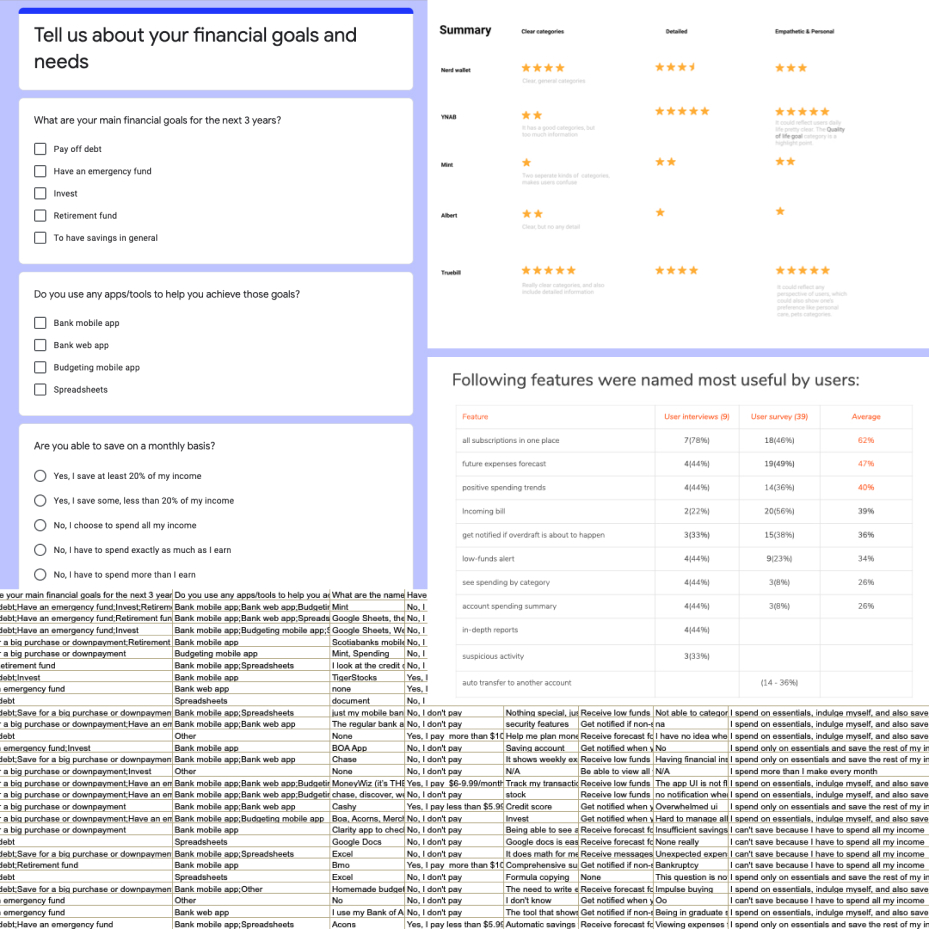 Tell us about your financial goals and
needs
What are your main financial goals for the next 3 years?
Pay off debt
Have an emergency fund
Invest
Retirement fund
To have savings in general
Do you use any apps/tools to help you achieve those goals?
Bank mobile app
Bank web app
Budgeting mobile app
Spreadsheets
Are you able to save on a monthly basis?
Yes, I save at least 20% of my income
Yes, I save some, less than 20% of my income
No, I choose to spend all my income
No, I have to spend exactly as much as I earn
No, I have to spend more than I earn
Summary Clear categories Detailed Empathetic & Personal
Nerd wallet
Clear, general categories
YNAB
It has a good categories, but
too much information
It could reflect users daily
life pretty clear. The Quality
of life goal category is a
highlight point.
Mint
Two seperate kinds of categories,
makes users confuse
Albert
Clear, but no any detail
Truebill
Really clear categories, and also
include detailed information
It could reflect any
perspective of users, which
could also show one's
preference like personal
care, pets categories.
Following features were named most useful by users:
Feature User interviews (9) User survey (39) Average
all subscriptions in one place 7(78%) 18(46%) 62%
future expenses forecast 4(44%) 19(49%) 47%
positive spending trends 4(44%) 14(36%) 40%
Incoming bill 2(22%) 20(56%) 39%
get notified if overdraft is about to happen 3(33%) 15(38%) 36%
low-funds alert 4(44%) 9(23%) 34%
see spending by category 4(44%) 3(8%) 26%
account spending summary 4(44%) 3(8%) 26%
in-depth reports 4(44%)
suspicious activity 3(33%)
auto transfer to another account (14 - 36%)
e your main financial goals for the next 3 year Do you use any apps/tools to help you a What are the name Have
debt;Have an emergency fund;Invest;Retirem Bank mobile app;Bank web app;Budgeti Mint No, I
debt;Have an emergency fund;Retirement fun Bank mobile app;Bank web app;Spreads Google Sheets, the No, I
debt;Have an emergency fund;Invest Bank mobile app;Budgeting mobile app;S Google Sheets, We No, I
r a big purchase or downpayment;Retirement Bank mobile app Scotiabanks mobile No, I
r a big purchase or downpayment Budgeting mobile app Mint, Spending No, I
etirement fund Bank mobile app;Spreadsheets I look at the credit c No, I
debt;Invest Bank mobile app TigerStocks Yes, I
emergency fund Bank web app none Yes, I
debt Spreadsheets document No, I
debt;Save for a big purchase or downpaymen Bank mobile app;Spreadsheets just my mobile ban No, I don't pay Nothing special, jus Receive low funds Not able to categor I spend on essentials, indulge myself, and also save
r a big purchase or downpayment;Have an em Bank mobile app;Bank web app The regular bank a No, I don't pay security features Get notified if non-s na I spend on essentials, indulge myself, and also save
debt Other None Yes, I pay more than $10 Help me plan mone Receive forecast fo I have no idea whe I spend on essentials, indulge myself, and also save
emergency fund;Invest Bank mobile app BOA App No, I don't pay Saving account Get notified when y No I spend only on essentials and save the rest of my in
debt;Save for a big purchase or downpaymen Bank mobile app;Bank web app Chase No, I don't pay It shows weekly ex Receive low funds Having financial ins I spend only on essentials and save the rest of my in
r a big purchase or downpayment;Invest Other None No, I don't pay N/A Be able to view all N/A I spend more than I make every month
r a big purchase or downpayment;Have an em Bank mobile app;Bank web app;Budgetin MoneyWiz (it's THE Yes, I pay $6-9.99/month Track my transactic Receive low funds The app UI is not fl I spend on essentials, indulge myself, and also save
r a big purchase or downpayment;Have an em Bank mobile app;Bank web app;Budgetin chase, discover, we No, I don't pay stock Receive low funds no notification whe I spend on essentials, indulge myself, and also save
r a big purchase or downpayment Bank mobile app;Bank web app Cashy Yes, I pay less than $5.99 Credit score Get notified when y Overwhelmed ui I spend only on essentials and save the rest of my in
r a big purchase or downpayment;Have an em Bank mobile app;Budgeting mobile app Boa, Acorns, Merch No, I don't pay Invest Get notified when y Hard to manage all I spend only on essentials and save the rest of my in
r a big purchase or downpayment Bank mobile app Clarity app to chec No, I don't pay Being able to see a Receive forecast fo Insufficient savings I can't save because I have to spend all my income
debt Spreadsheets Google Docs No, I don't pay Google docs is eas Receive forecast fo None really I can't save because I have to spend all my income
debt;Save for a big purchase or downpaymen Bank mobile app;Spreadsheets Excel No, I don't pay It does math for me Receive messages Unexpected expen I can't save because I have to spend all my income
debt;Retirement fund Bank mobile app Bmo Yes, I pay more than $10 Comprehensive su Get notified if non-s Bankruptcy I can't save because I have to spend all my income
debt Spreadsheets Excel No, I don't pay Formula copying None This question is no I spend on essentials, indulge myself, and also save
debt;Save for a big purchase or downpaymen Bank mobile app;Other Homemade budget No, I don't pay The need to write e Receive forecast fo Impulse buying I spend on essentials, indulge myself, and also save
emergency fund Other No No, I don't pay I don't know Get notified when y Oo I can't save because I have to spend all my income
emergency fund Bank web app I use my Bank of A No, I don't pay The tool that shows Get notified if non-s Being in graduate s I spend on essentials, indulge myself, and also save
debt;Have an emergency fund Bank mobile app;Spreadsheets Acons Yes, I pay less than $5.99 Automatic savings Receive forecast fo Viewing expenses I spend on essentials, indulge myself, and also save